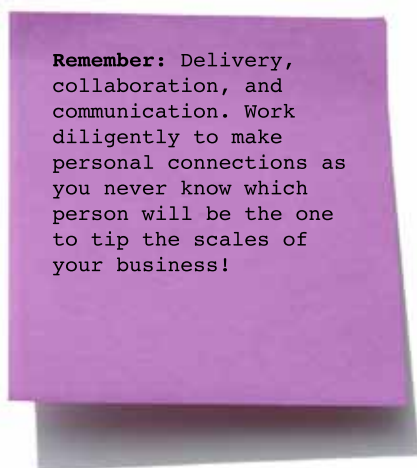 Remember: Delivery,
collaboration, and
communication. Work
diligently to make
personal connections as
you never know which
person will be the one
to tip the scales of
your business!